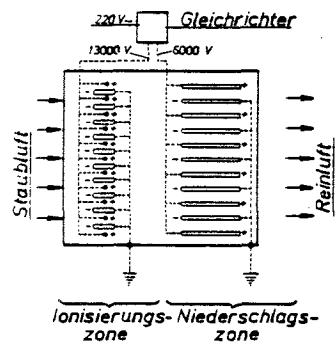 220 V~
Gleichrichter
13000 V
6000 V
Staubluft
Reinluft
Ionisierungs-
zone
Niederschlags-
zone